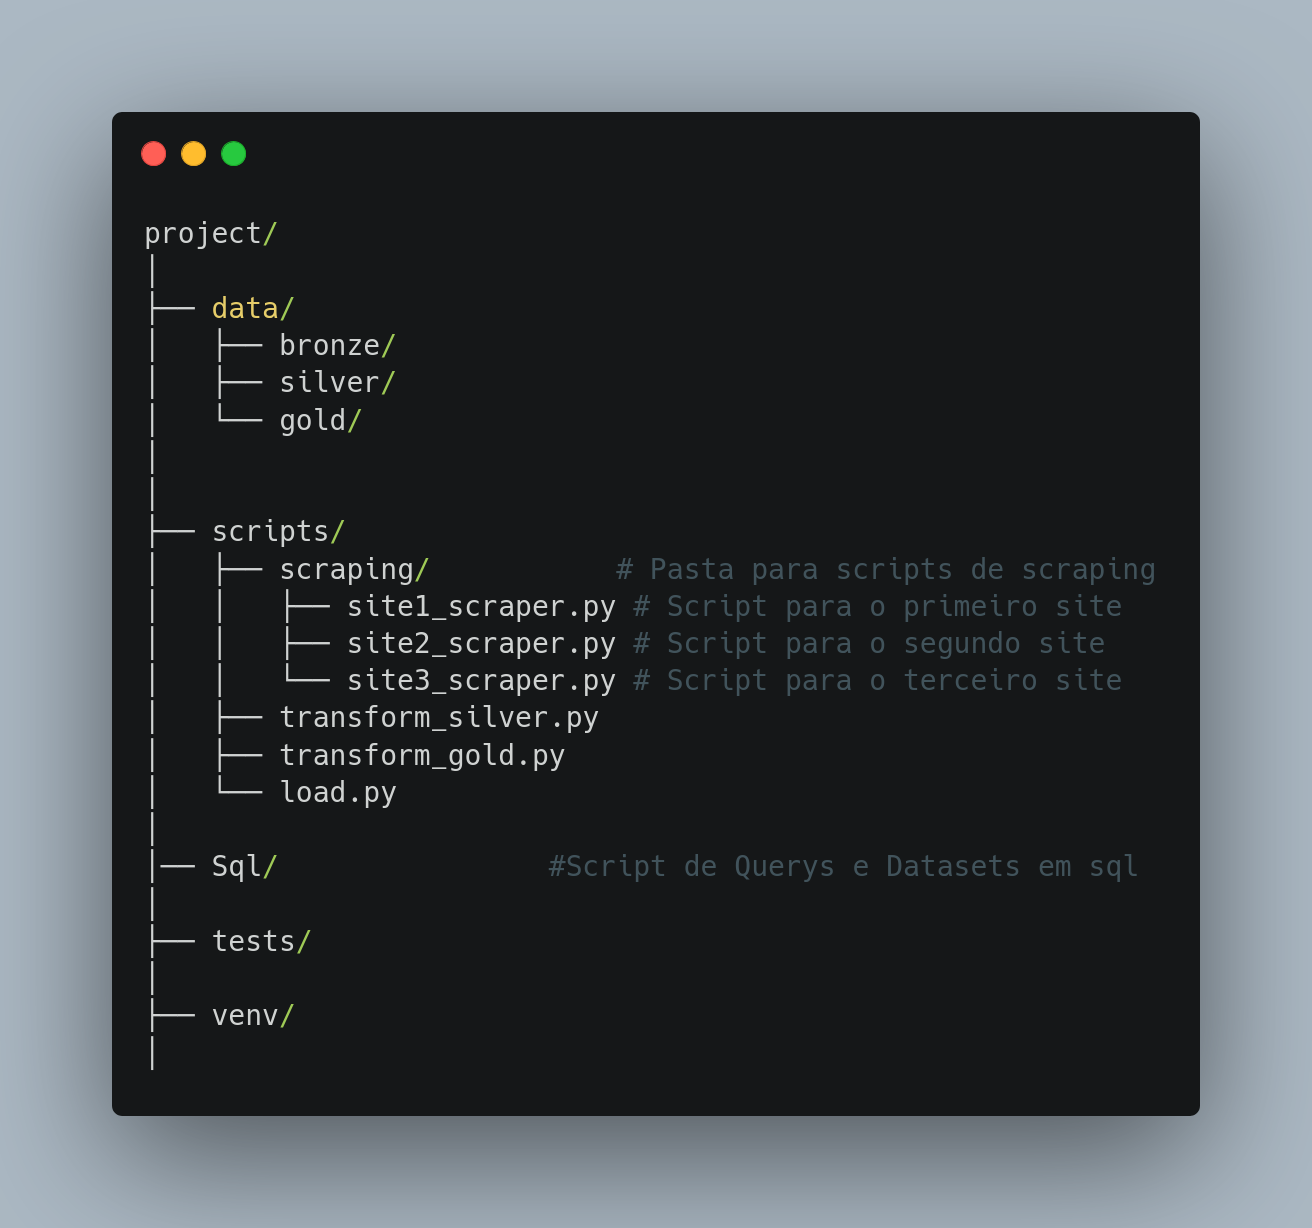 project/
│
├── data/
│   ├── bronze/
│   ├── silver/
│   └── gold/
│
│
├── scripts/
│   ├── scraping/           # Pasta para scripts de scraping
│   │   ├── site1_scraper.py # Script para o primeiro site
│   │   ├── site2_scraper.py # Script para o segundo site
│   │   └── site3_scraper.py # Script para o terceiro site
│   ├── transform_silver.py
│   ├── transform_gold.py
│   └── load.py
│
│── Sql/                #Script de Querys e Datasets em sql
│
├── tests/
│
├── venv/
│